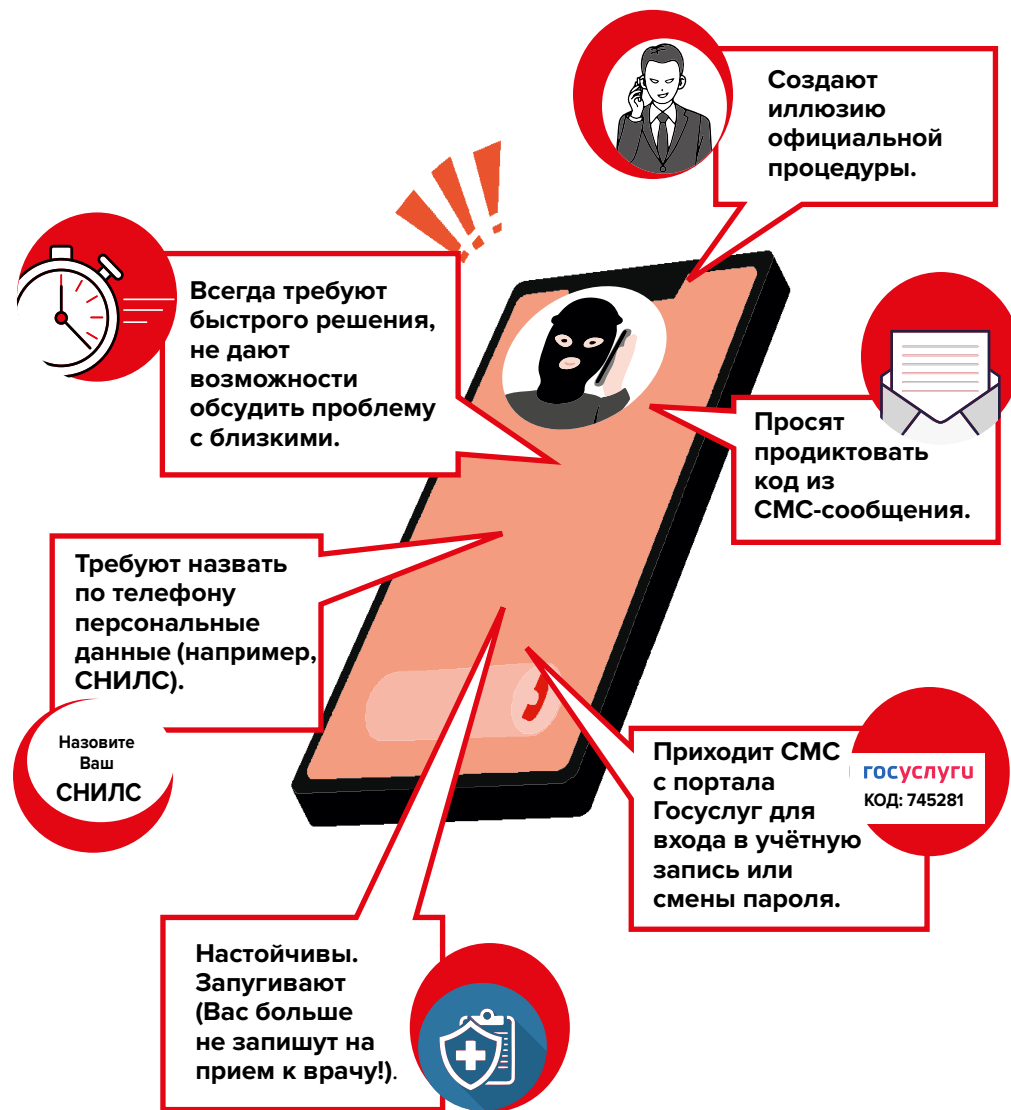 Создают
иллюзию
официальной
процедуры.
Всегда требуют
быстрого решения,
не дают
возможности
обсудить проблему
с близкими.
Просят
продиктовать
код из
СМС-сообщения.
Требуют назвать
по телефону
персональные
данные (например,
СНИЛС).
Назовите
Ваш
СНИЛС
Приходит СМС
с портала
Госуслуг для
входа в учётную
запись или
смены пароля.
госуслуги
КОД: 745281
Настойчивы.
Запугивают
(Вас больше
не запишут на
прием к врачу!).